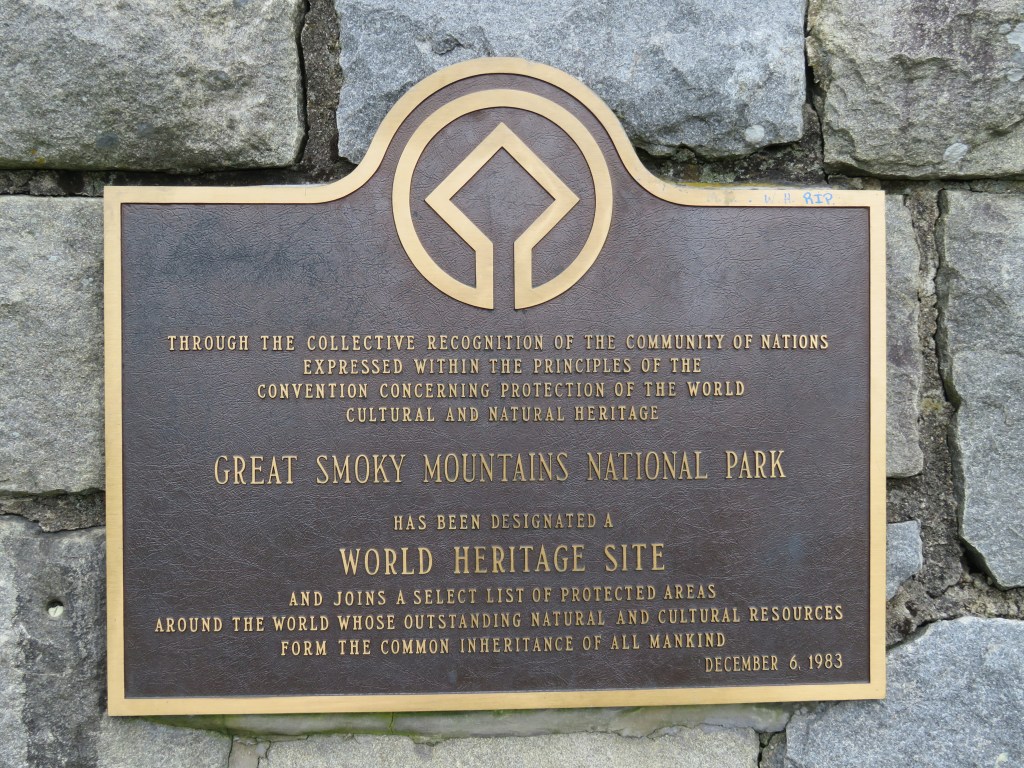 W H RIP
THROUGH THE COLLECTIVE RECOGNITION OF THE COMMUNITY OF NATIONS
EXPRESSED WITHIN THE PRINCIPLES OF THE
CONVENTION CONCERNING PROTECTION OF THE WORLD
CULTURAL AND NATURAL HERITAGE
GREAT SMOKY MOUNTAINS NATIONAL PARK
HAS BEEN DESIGNATED A
WORLD HERITAGE SITE
AND JOINS A SELECT LIST OF PROTECTED AREAS
AROUND THE WORLD WHOSE OUTSTANDING NATURAL AND CULTURAL RESOURCES
FORM THE COMMON INHERITANCE OF ALL MANKIND
DECEMBER 6, 1983